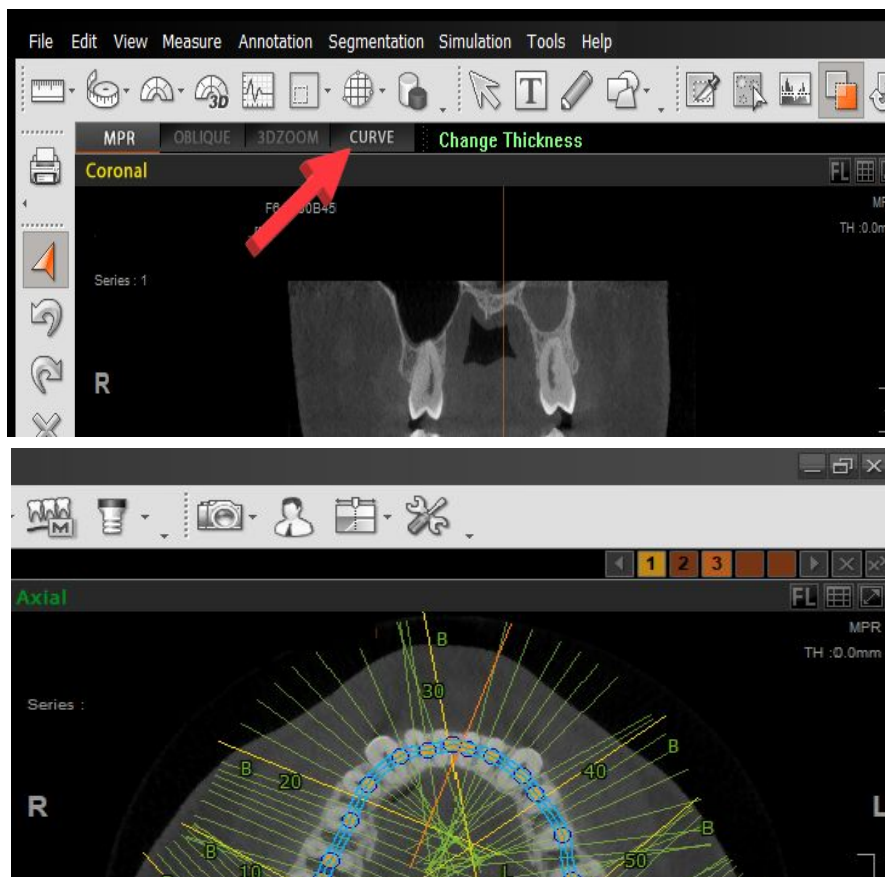 File Edit View Measure Annotation Segmentation Simulation Tools Help
T
3D
MPR OBLIQUE 3DZOOM CURVE Change Thickness
Coronal FL
TH :0.0m
Series : 1
R
M
1 2 3
Axial FL
MPR
TH :0.0mm
B
30
Series :
B
B
20
40
R
L
B
B
10
50
L